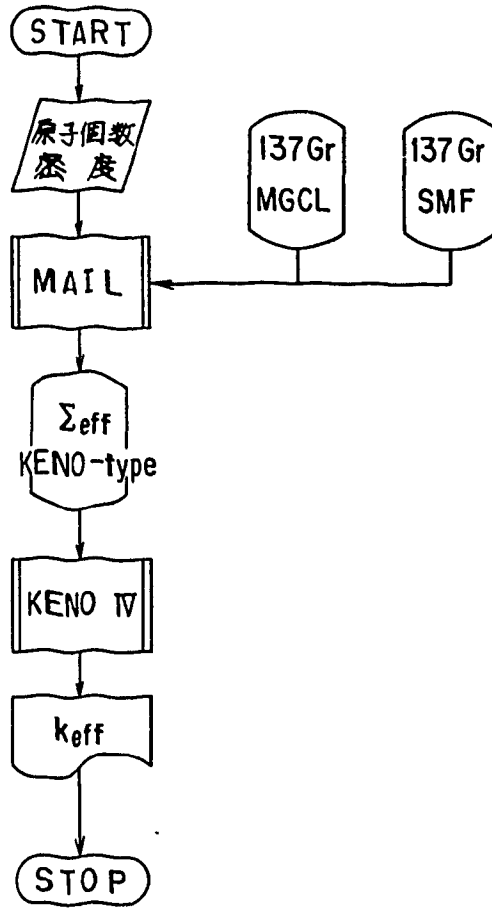 START
原子個数
密 度
137Gr
MGCL
137Gr
SMF
MAIL
Σeff
KENO-type
KENO Ⅳ
keff
STOP